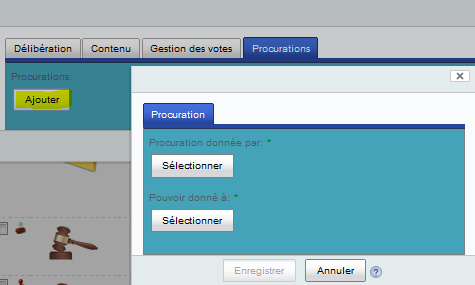 Délibération Contenu Gestion des votes Procurations
Procurations:
Ajouter
Procuration
Procuration donnée par: *
Sélectionner
Pouvoir donné à: *
Sélectionner
Enregistrer Annuler ?